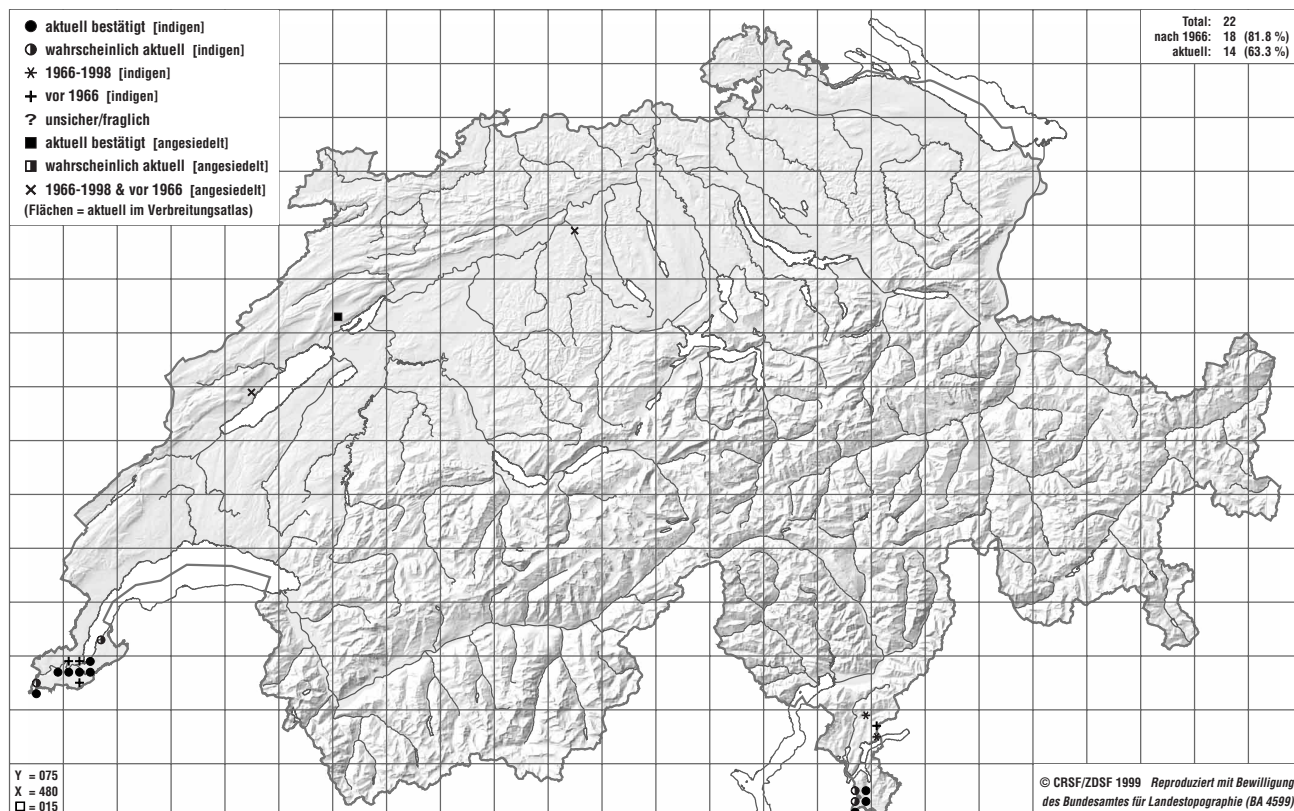 aktuell bestätigt [indigen]
wahrscheinlich aktuell [indigen]
1966-1998 [indigen]
vor 1966 [indigen]
? unsicher/fraglich
aktuell bestätigt [angesiedelt]
wahrscheinlich aktuell [angesiedelt]
1966-1998 & vor 1966 [angesiedelt]
(Flächen = aktuell im Verbreitungsatlas)
Total: 22
nach 1966: 18 (81.8 %)
aktuell: 14 (63.3 %)
Y = 075
X = 480
□ = 015
© CRSF/ZDSF 1999 Reproduziert mit Bewilligung
des Bundesamtes für Landestopographie (BA 4599)